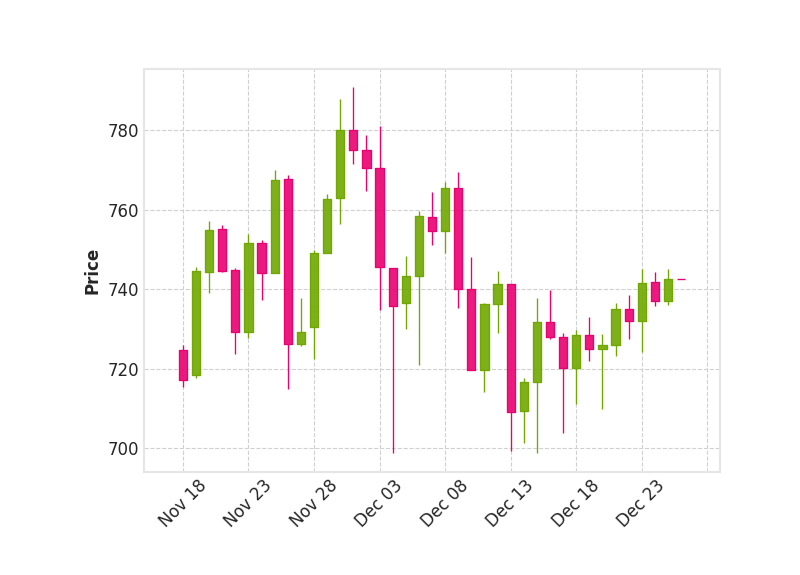 780
760
740
720
700
Price
Nov 18
Nov 23
Nov 28
Dec 03
Dec 08
Dec 13
Dec 18
Dec 23